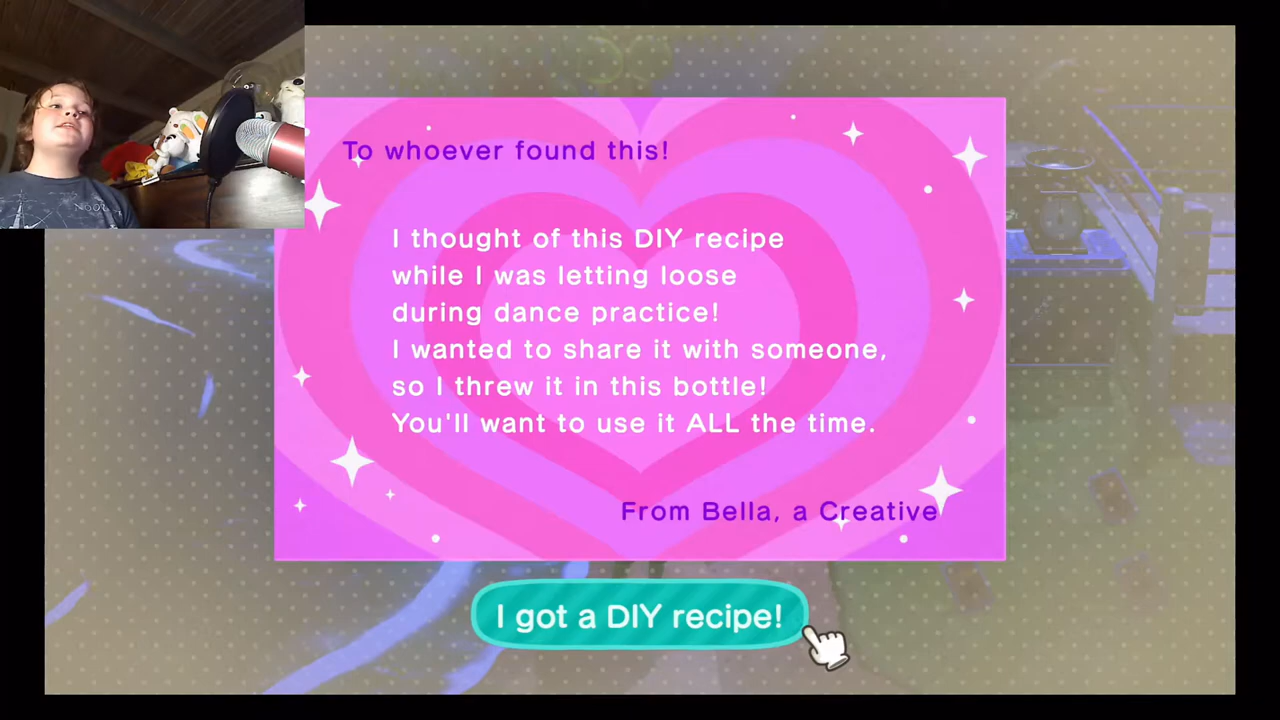 To whoever found this!
I thought of this DIY recipe
while I was letting loose
during dance practice!
I wanted to share it with someone,
so I threw it in this bottle!
You'll want to use it ALL the time.
From Bella, a Creative
I got a DIY recipe!